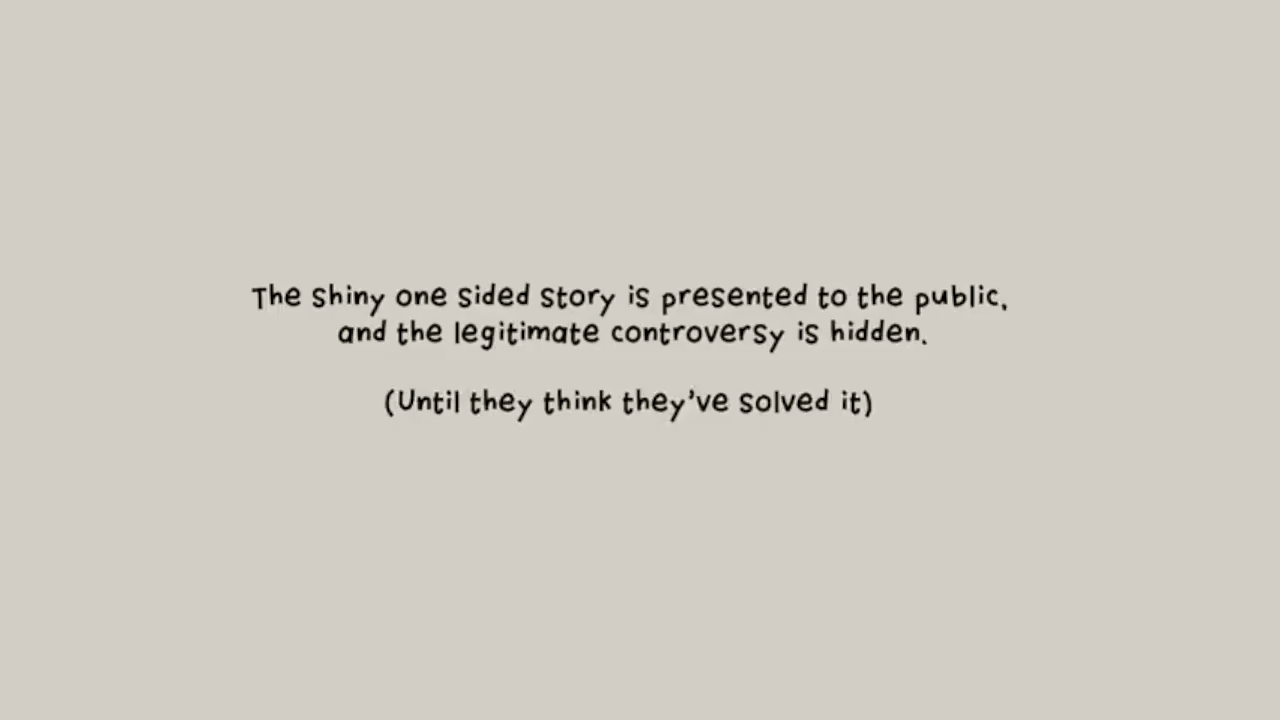 The shiny one sided story is presented to the public,
and the legitimate controversy is hidden.
(Until they think they've solved it)